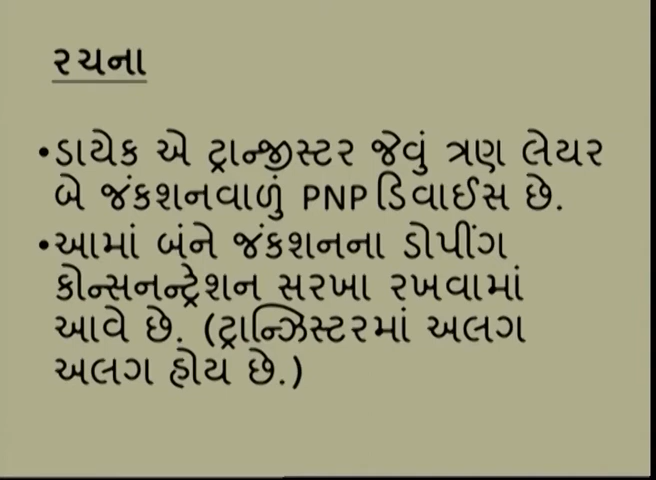 રચના
•ડાયેક એ ટ્રાન્જીસ્ટર જેવું ત્રણ લેયર
બે જંકશનવાળું PNP ડિવાઈસ છે.
•આમાં બંને જંકશનના ડોપીંગ
કોન્સનન્ટ્રેશન સરખા રખવામાં
આવે છે. (ટ્રાન્ઝિસ્ટરમાં અલગ
અલગ હોય છે.)